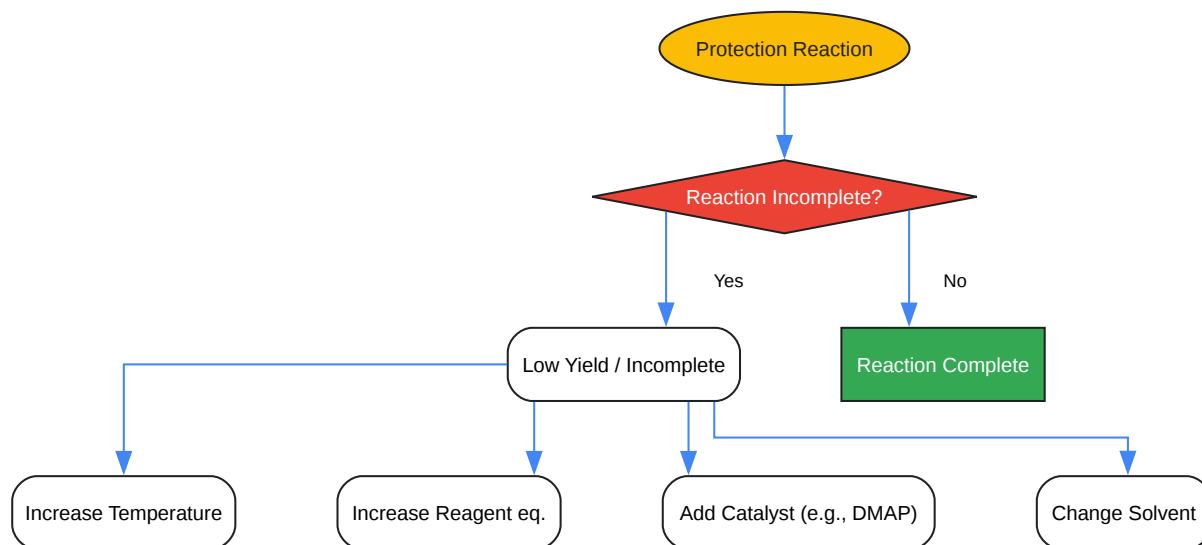 Protection Reaction
Reaction Incomplete?
Yes
No
Low Yield / Incomplete
Reaction Complete
Increase Temperature
Increase Reagent eq.
Add Catalyst (e.g., DMAP)
Change Solvent